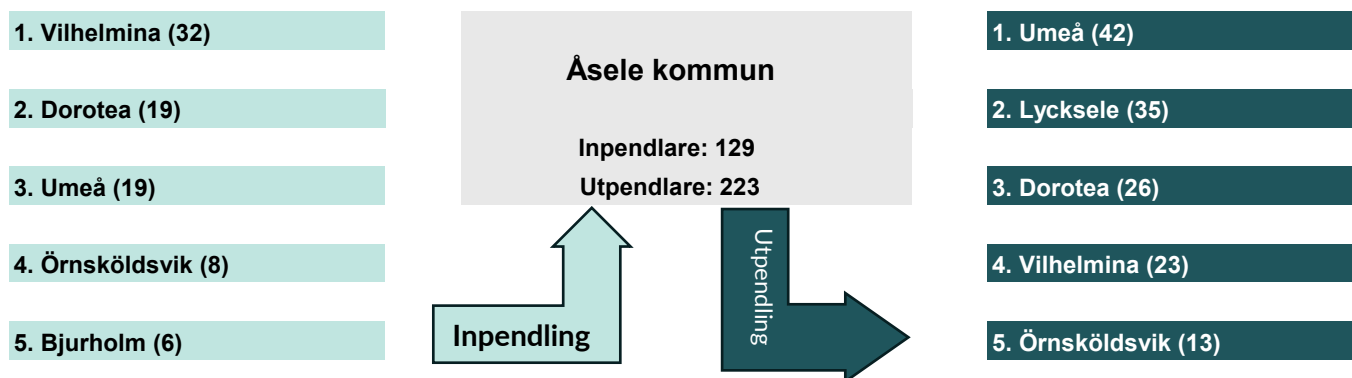 1. Vilhelmina (32)
2. Dorotea (19)
3. Umeå (19)
4. Örnsköldsvik (8)
5. Bjurholm (6)
Åsele kommun
Inpendlare: 129
Utpendlare: 223
Inpendling
Utpendling
1. Umeå (42)
2. Lycksele (35)
3. Dorotea (26)
4. Vilhelmina (23)
5. Örnsköldsvik (13)